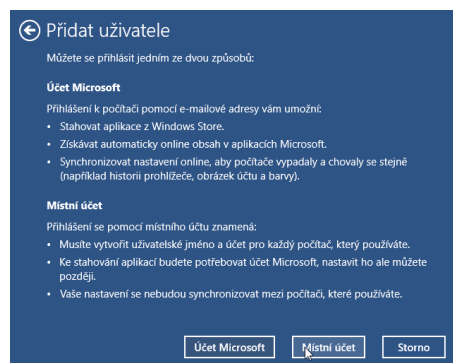 Přidat uživatele
Můžete se přihlásit jedním ze dvou způsobů:
Účet Microsoft
Přihlášení k počítači pomocí e-mailové adresy vám umožní:
• Stahovat aplikace z Windows Store.
• Získávat automaticky online obsah v aplikacích Microsoft.
• Synchronizovat nastavení online, aby počítače vypadaly a chovaly se stejně
(například historii prohlížeče, obrázek účtu a barvy).
Místní účet
Přihlášení se pomocí místního účtu znamená:
• Musíte vytvořit uživatelské jméno a účet pro každý počítač, který používáte.
• Ke stahování aplikací budete potřebovat účet Microsoft, nastavit ho ale můžete
později.
• Vaše nastavení se nebudou synchronizovat mezi počítači, které používáte.
Účet Microsoft Místní účet Storno